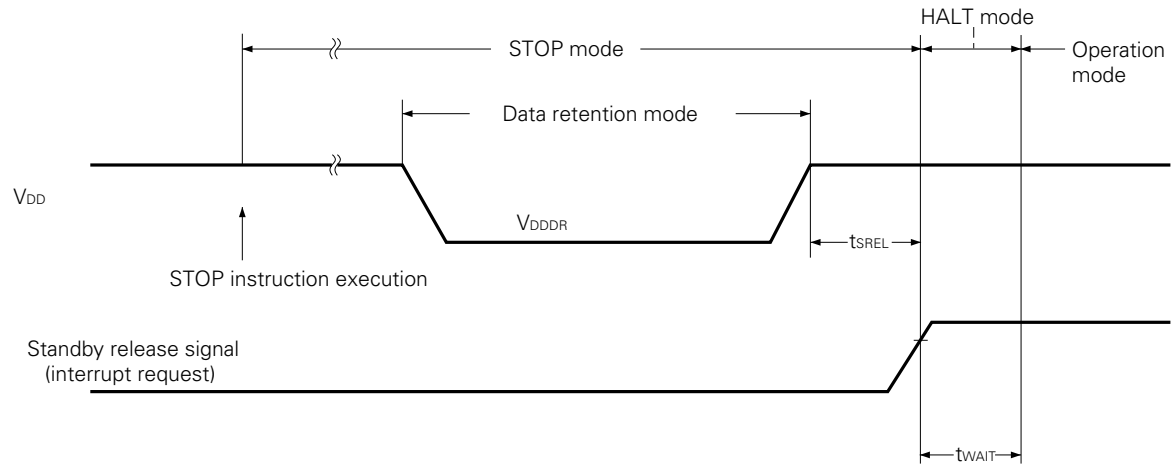 HALT mode
STOP mode
Operation
mode
Data retention mode
VDD
VDDDR
tSREL
STOP instruction execution
Standby release signal
(interrupt request)
tWAIT